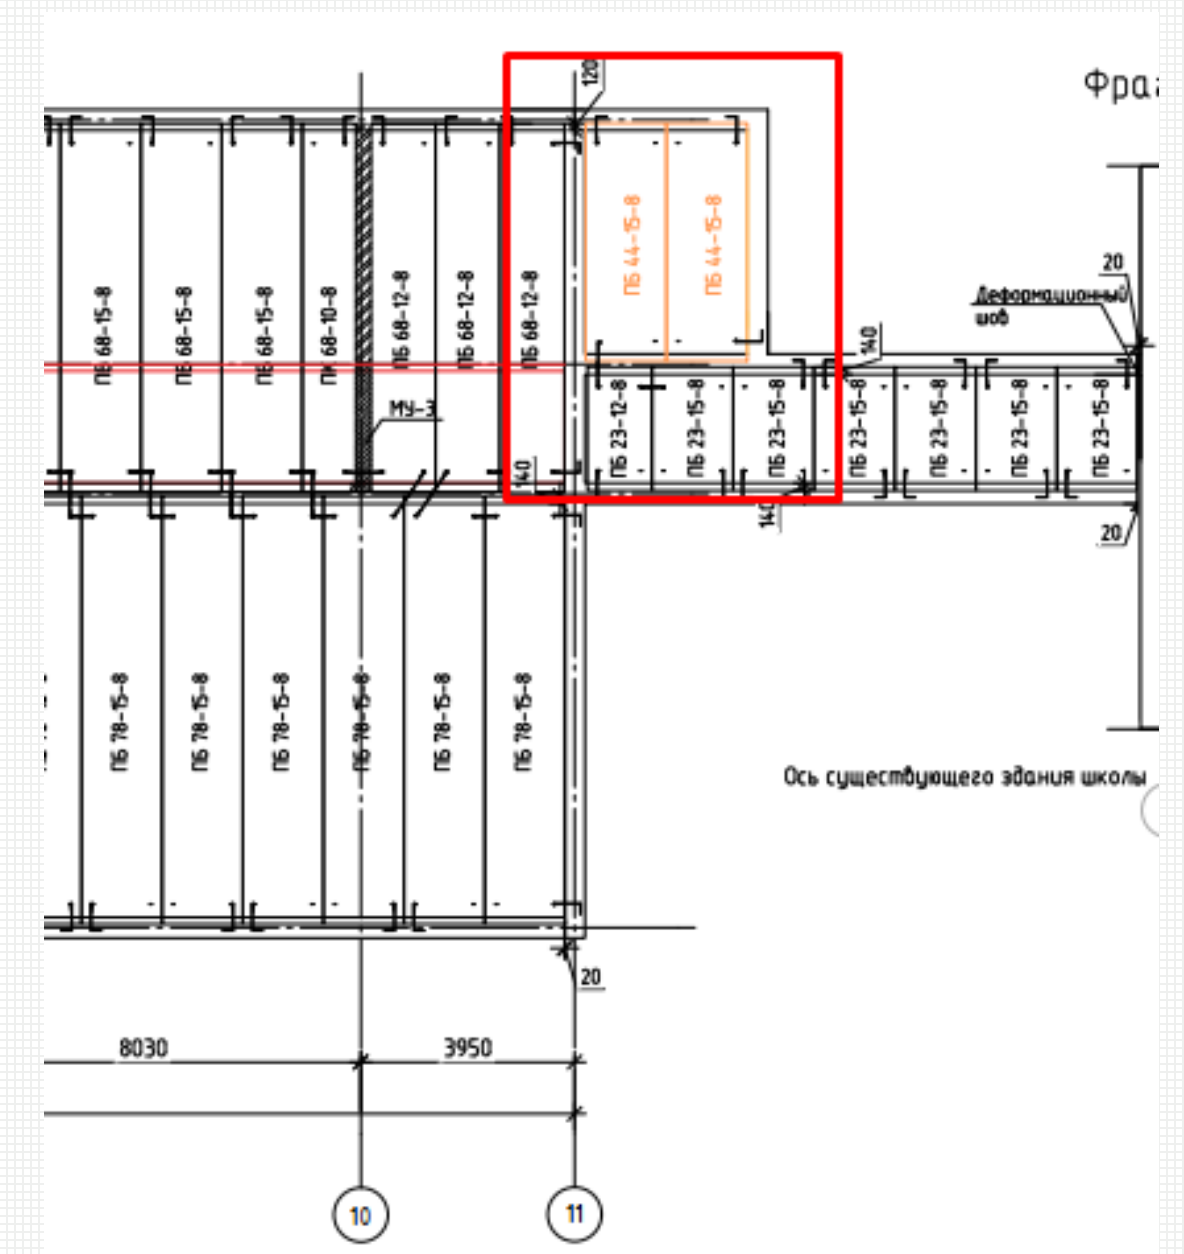 120
Фра
ПБ 44-15-8
ПБ 44-15-8
20
Деформационный
шов
140
ПБ 68-15-8
ПБ 68-15-8
ПБ 68-15-8
ПК 68-10-8
ПБ 68-12-8
ПБ 68-12-8
ПБ 68-12-8
МУ-3
ПБ 23-12-8
ПБ 23-15-8
ПБ 23-15-8
ПБ 23-15-8
ПБ 23-15-8
ПБ 23-15-8
ПБ 23-15-8
140
140
20
ПБ 78-15-8
ПБ 78-15-8
ПБ 78-15-8
ПБ 78-15-8
ПБ 78-15-8
ПБ 78-15-8
Ось существующего здания школы
20
8030
3950
10
11